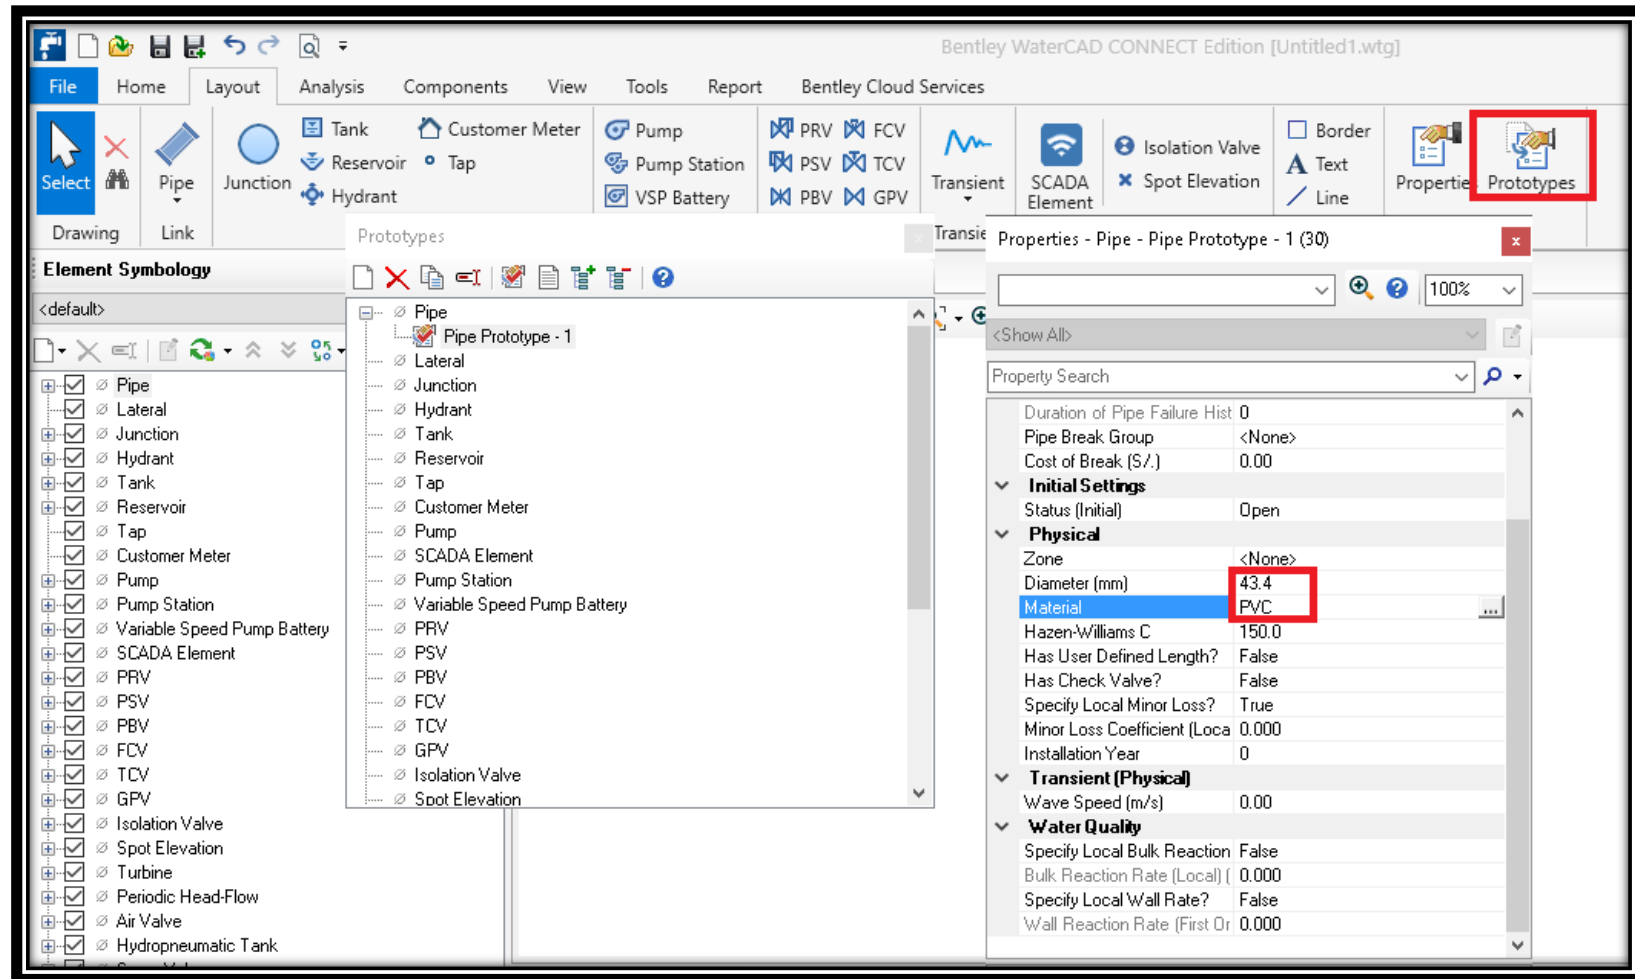 Bentley WaterCAD CONNECT Edition [Untitled1.wtg]
File Home Layout Analysis Components View Tools Report Bentley Cloud Services
Select
Pipe
Junction
Tank
Reservoir
Hydrant
Customer Meter
Tap
Pump
Pump Station
VSP Battery
PRV FCV
PSV TCV
PBV GPV
Transient
SCADA
Element
Isolation Valve
Spot Elevation
Border
Text
Line
Properties
Prototypes
Drawing Link
Transie
Element Symbology
<default>
Pipe
Lateral
Junction
Hydrant
Tank
Reservoir
Tap
Customer Meter
Pump
Pump Station
Variable Speed Pump Battery
SCADA Element
PRV
PSV
PBV
FCV
TCV
GPV
Isolation Valve
Spot Elevation
Turbine
Periodic Head-Flow
Air Valve
Hydropneumatic Tank
Prototypes
Pipe
Pipe Prototype - 1
Lateral
Junction
Hydrant
Tank
Reservoir
Tap
Customer Meter
Pump
SCADA Element
Pump Station
Variable Speed Pump Battery
PRV
PSV
PBV
FCV
TCV
GPV
Isolation Valve
Spot Elevation
Properties - Pipe - Pipe Prototype - 1 (30)
100%
<Show All>
Property Search
Duration of Pipe Failure Hist 0
Pipe Break Group <None>
Cost of Break (S/.) 0.00
Initial Settings
Status (Initial) Open
Physical
Zone <None>
Diameter (mm) 43.4
Material PVC ...
Hazen-Williams C 150.0
Has User Defined Length? False
Has Check Valve? False
Specify Local Minor Loss? True
Minor Loss Coefficient (Loca 0.000
Installation Year 0
Transient (Physical)
Wave Speed (m/s) 0.00
Water Quality
Specify Local Bulk Reaction False
Bulk Reaction Rate (Local) ( 0.000
Specify Local Wall Rate? False
Wall Reaction Rate (First Or 0.000